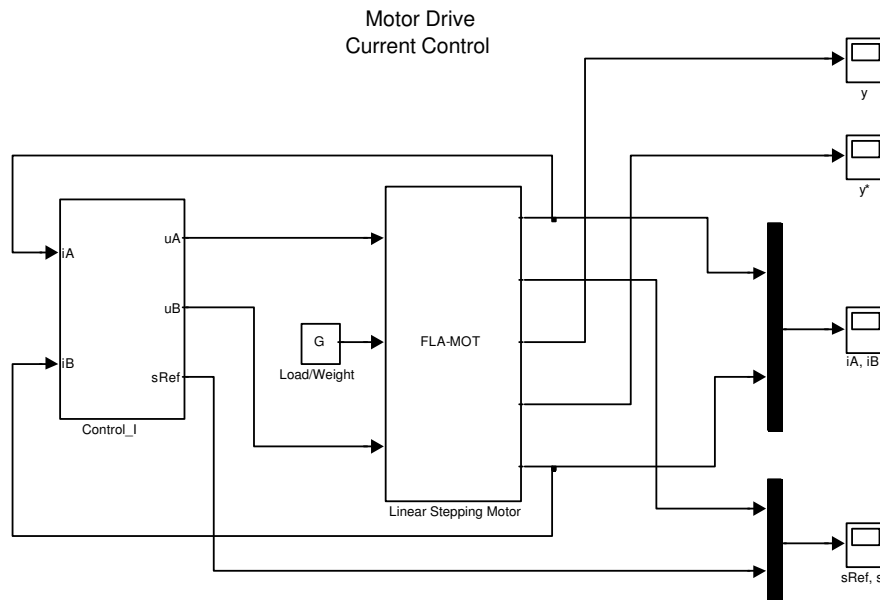 Motor Drive
Current Control
y
y*
iA
uA
uB
G
FLA-MOT
iA, iB
iB
sRef
Load/Weight
Control_I
Linear Stepping Motor
sRef, s